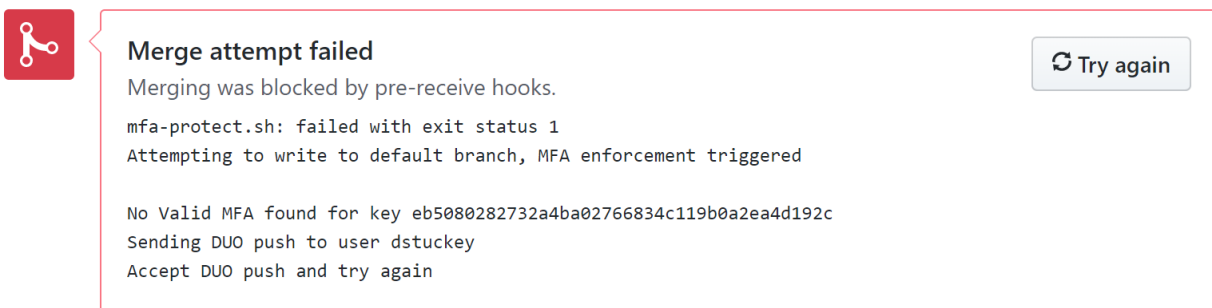 Merge attempt failed
Try again
Merging was blocked by pre-receive hooks.
mfa-protect.sh: failed with exit status 1
Attempting to write to default branch, MFA enforcement triggered
No Valid MFA found for key eb5080282732a4ba02766834c119b0a2ea4d192c
Sending DUO push to user dstuckey
Accept DUO push and try again